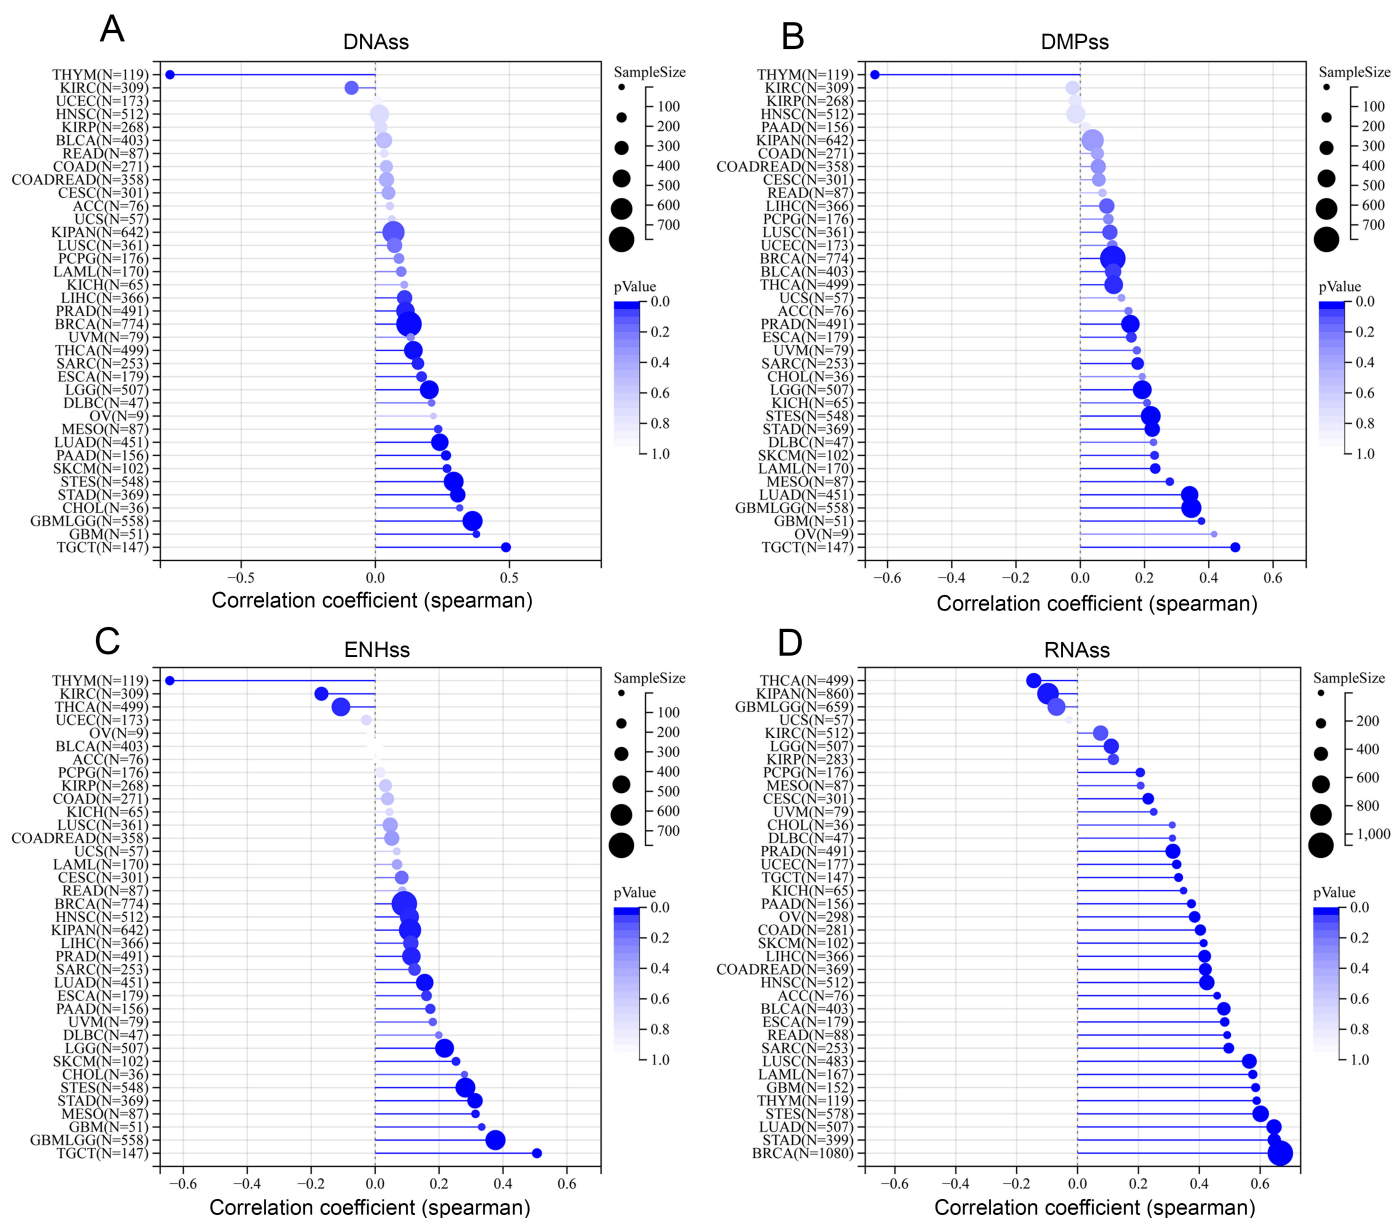 A
DNAss
THYM(N=119)
KIRC(N=309)
UCEC(N=173)
HNSC(N=512)
KIRP(N=268)
BLCA(N=403)
READ(N=87)
COAD(N=271)
COADREAD(N=358)
CESC(N=301)
ACC(N=76)
UCS(N=57)
KIPAN(N=642)
LUSC(N=361)
PCPG(N=176)
LAML(N=170)
KICH(N=65)
LIHC(N=366)
PRAD(N=491)
BRCA(N=774)
UVM(N=79)
THCA(N=499)
SARC(N=253)
ESCA(N=179)
LGG(N=507)
DLBC(N=47)
OV(N=9)
MESO(N=87)
LUAD(N=451)
PAAD(N=156)
SKCM(N=102)
STES(N=548)
STAD(N=369)
CHOL(N=36)
GBMLGG(N=558)
GBM(N=51)
TGCT(N=147)
−0.5 0.0 0.5
Correlation coefficient (spearman)
SampleSize
100
200
300
400
500
600
700
pValue
0.0
0.2
0.4
0.6
0.8
1.0
B
DMPss
THYM(N=119)
KIRC(N=309)
KIRP(N=268)
HNSC(N=512)
PAAD(N=156)
KIPAN(N=642)
COAD(N=271)
COADREAD(N=358)
CESC(N=301)
READ(N=87)
LIHC(N=366)
PCPG(N=176)
LUSC(N=361)
UCEC(N=173)
BRCA(N=774)
BLCA(N=403)
THCA(N=499)
UCS(N=57)
ACC(N=76)
PRAD(N=491)
ESCA(N=179)
UVM(N=79)
SARC(N=253)
CHOL(N=36)
LGG(N=507)
KICH(N=65)
STES(N=548)
STAD(N=369)
DLBC(N=47)
SKCM(N=102)
LAML(N=170)
MESO(N=87)
LUAD(N=451)
GBMLGG(N=558)
GBM(N=51)
OV(N=9)
TGCT(N=147)
−0.6 −0.4 −0.2 0.0 0.2 0.4 0.6
Correlation coefficient (spearman)
SampleSize
100
200
300
400
500
600
700
pValue
0.0
0.2
0.4
0.6
0.8
1.0
C
ENHss
THYM(N=119)
KIRC(N=309)
THCA(N=499)
UCEC(N=173)
OV(N=9)
BLCA(N=403)
ACC(N=76)
PCPG(N=176)
KIRP(N=268)
COAD(N=271)
KICH(N=65)
LUSC(N=361)
COADREAD(N=358)
UCS(N=57)
LAML(N=170)
CESC(N=301)
READ(N=87)
BRCA(N=774)
HNSC(N=512)
KIPAN(N=642)
LIHC(N=366)
PRAD(N=491)
SARC(N=253)
LUAD(N=451)
ESCA(N=179)
PAAD(N=156)
UVM(N=79)
DLBC(N=47)
LGG(N=507)
SKCM(N=102)
CHOL(N=36)
STES(N=548)
STAD(N=369)
MESO(N=87)
GBM(N=51)
GBMLGG(N=558)
TGCT(N=147)
−0.6 −0.4 −0.2 0.0 0.2 0.4 0.6
Correlation coefficient (spearman)
SampleSize
100
200
300
400
500
600
700
pValue
0.0
0.2
0.4
0.6
0.8
1.0
D
RNAss
THCA(N=499)
KIPAN(N=860)
GBMLGG(N=659)
UCS(N=57)
KIRC(N=512)
LGG(N=507)
KIRP(N=283)
PCPG(N=176)
MESO(N=87)
CESC(N=301)
UVM(N=79)
CHOL(N=36)
DLBC(N=47)
PRAD(N=491)
UCEC(N=177)
TGCT(N=147)
KICH(N=65)
PAAD(N=156)
OV(N=298)
COAD(N=281)
SKCM(N=102)
LIHC(N=366)
COADREAD(N=369)
HNSC(N=512)
ACC(N=76)
BLCA(N=403)
ESCA(N=179)
READ(N=88)
SARC(N=253)
LUSC(N=483)
LAML(N=167)
GBM(N=152)
THYM(N=119)
STES(N=578)
LUAD(N=507)
STAD(N=399)
BRCA(N=1080)
−0.6 −0.4 −0.2 0.0 0.2 0.4 0.6
Correlation coefficient (spearman)
SampleSize
200
400
600
800
1,000
pValue
0.0
0.2
0.4
0.6
0.8
1.0